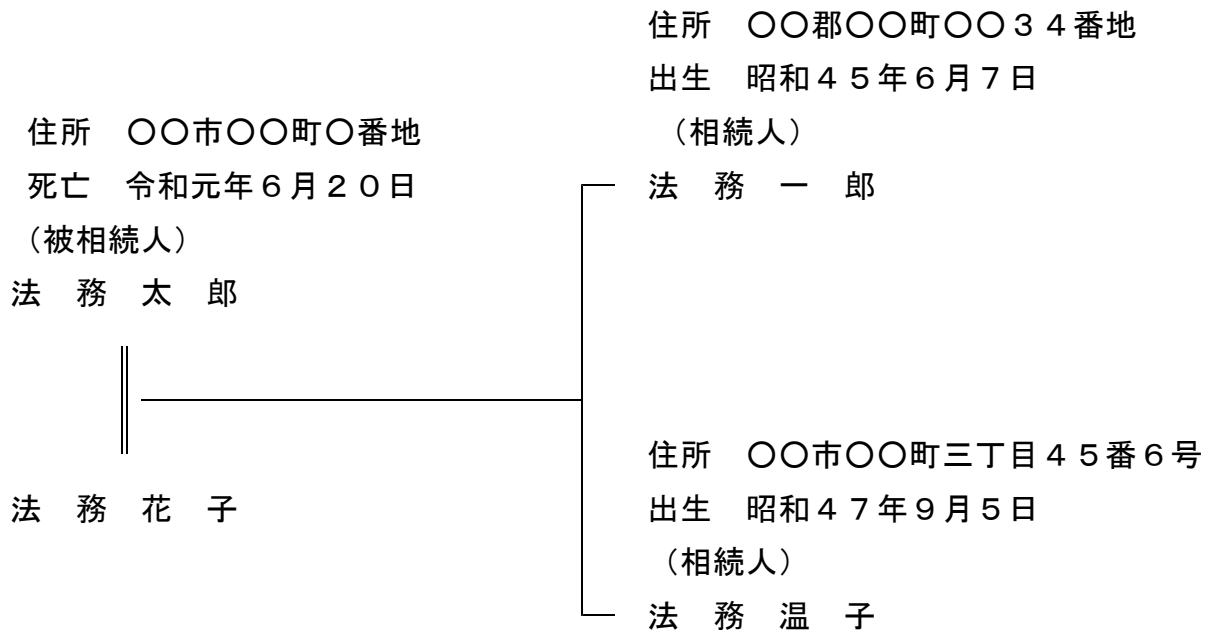 住所　〇〇郡〇〇町〇〇３４番地
出生　昭和４５年６月７日
（相続人）
法　務　一　郎
住所　〇〇市〇〇町〇番地
死亡　令和元年６月２０日
（被相続人）
法　務　太　郎
法　務　花　子
住所　〇〇市〇〇町三丁目４５番６号
出生　昭和４７年９月５日
（相続人）
法　務　温　子